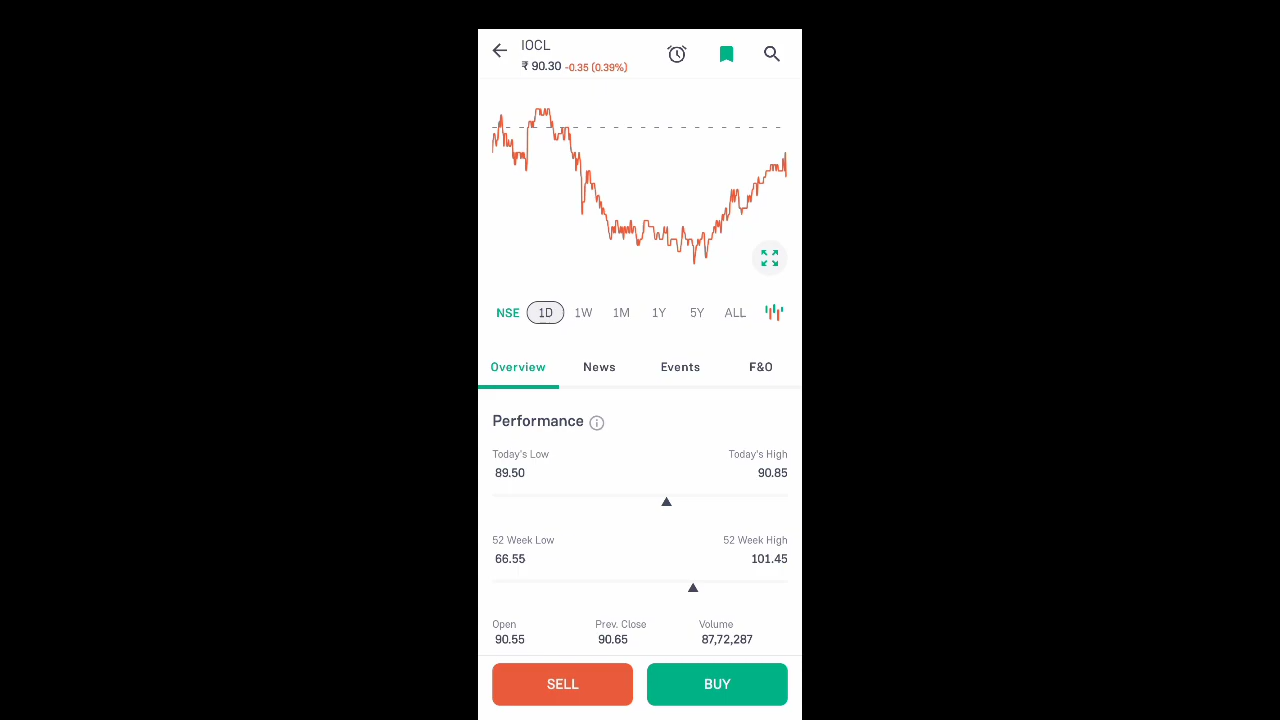 IOCL
₹ 90.30 -0.35 (0.39%)
NSE 1D 1W 1M 1Y 5Y ALL
Overview News Events F&O
Performance
Today's Low Today's High
89.50 90.85
52 Week Low 52 Week High
66.55 101.45
Open Prev. Close Volume
90.55 90.65 87,72,287
SELL BUY